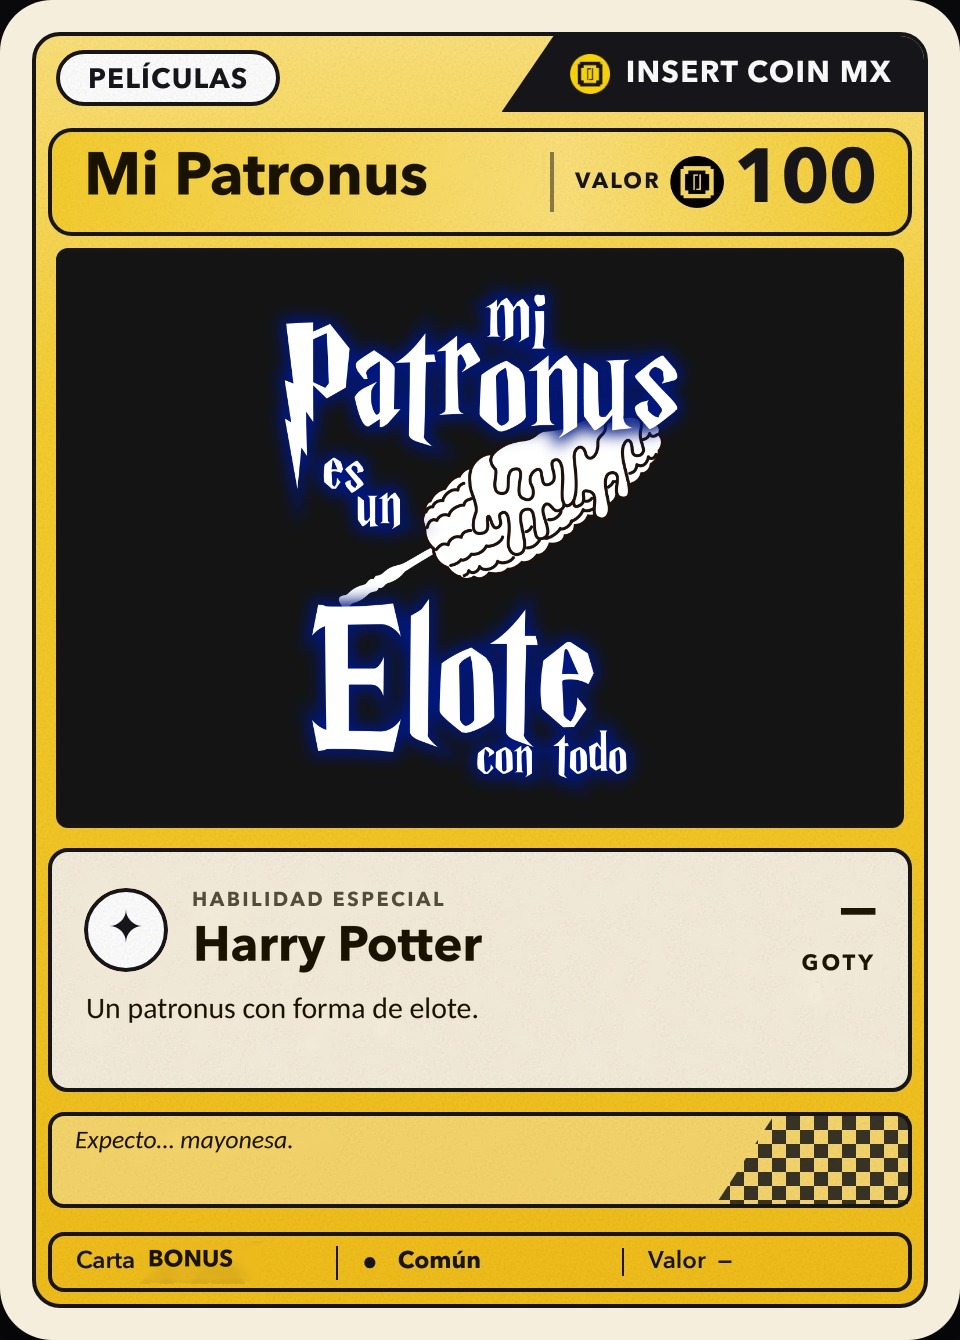 PELÍCULAS
INSERT COIN MX
Mi Patronus
VALOR 100
mi
Patronus
es
un
Elote
con todo
HABILIDAD ESPECIAL
Harry Potter
–
GOTY
Un patronus con forma de elote.
Expecto... mayonesa.
Carta BONUS
● Común
Valor –